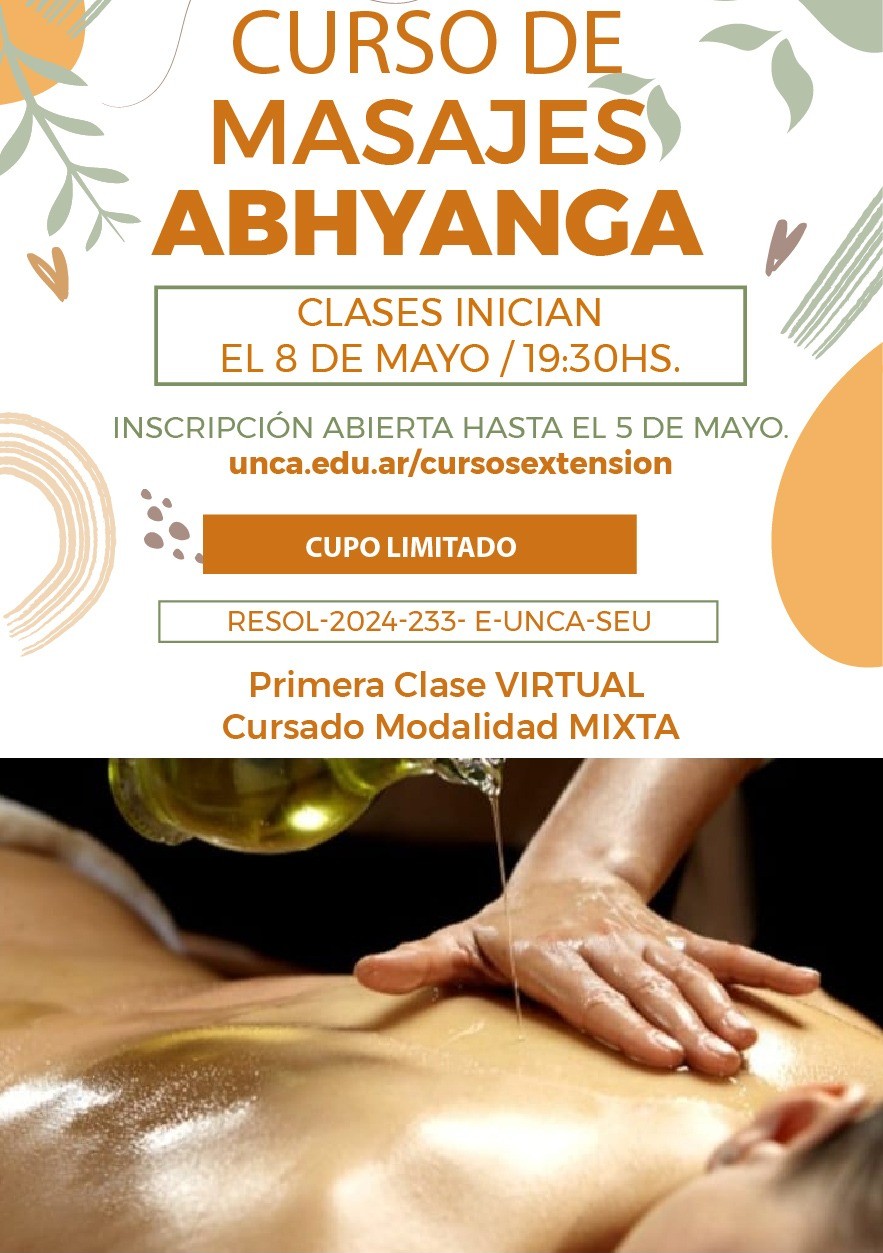 CURSO DE
MASAJES
ABHYANGA
CLASES INICIAN
EL 8 DE MAYO / 19:30HS.
INSCRIPCIÓN ABIERTA HASTA EL 5 DE MAYO.
unca.edu.ar/cursosextension
CUPO LIMITADO
RESOL-2024-233- E-UNCA-SEU
Primera Clase VIRTUAL
Cursado Modalidad MIXTA